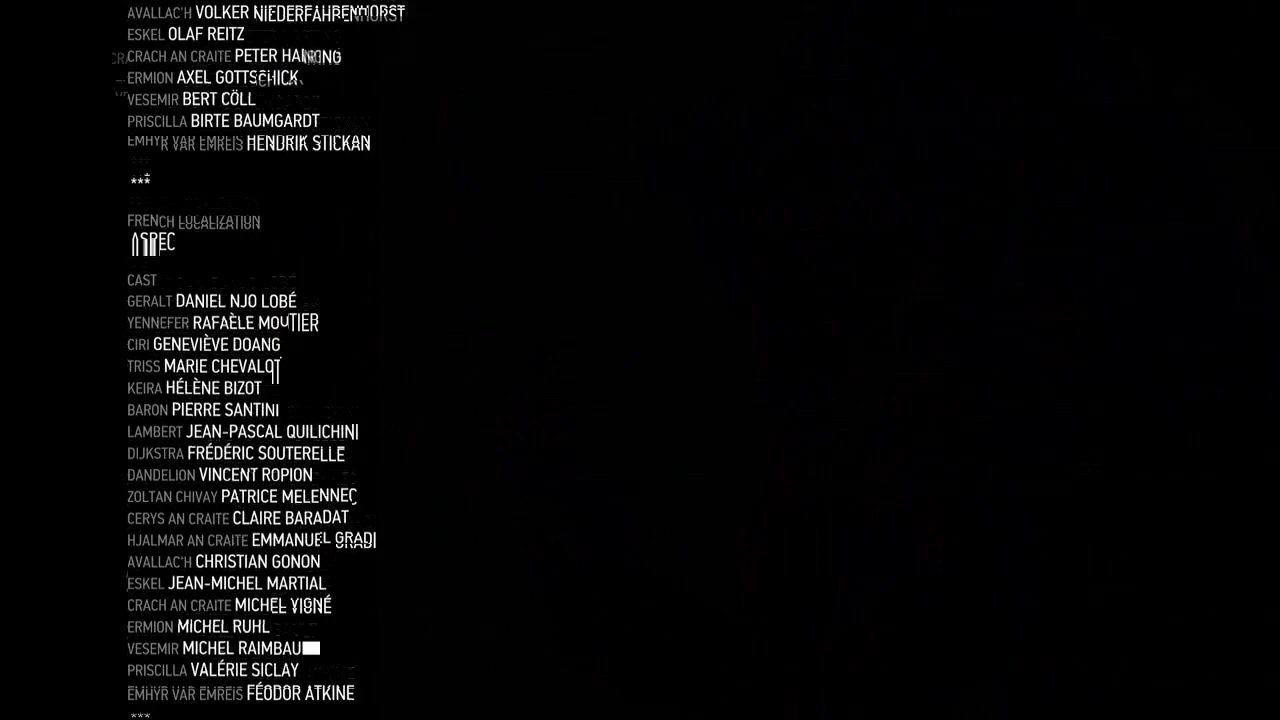 AVALLAC'H VOLKER NIEDERFAHRENHORST
ESKEL OLAF REITZ
CRACH AN CRAITE PETER HARTING
ERMION AXEL GOTTSCHICK
VESEMIR BERT CÖLL
PRISCILLA BIRTE BAUMGARDT
EMHYR VAR EMREIS HENDRIK STICKAN
***
FRENCH LOCALIZATION
CAST
GERALT DANIEL NJO LOBÉ
YENNEFER RAFAÈLE MOUTIER
CIRI GENEVIÈVE DOANG
TRISS MARIE CHEVALOT
KEIRA HÉLÈNE BIZOT
BARON PIERRE SANTINI
LAMBERT JEAN-PASCAL QUILICHINI
DIJKSTRA FRÉDÉRIC SOUTERELLE
DANDELION VINCENT ROPION
ZOLTAN CHIVAY PATRICE MELENNEC
CERYS AN CRAITE CLAIRE BARADAT
HJALMAR AN CRAITE EMMANUEL GRADI
AVALLAC'H CHRISTIAN GONON
ESKEL JEAN-MICHEL MARTIAL
CRACH AN CRAITE MICHEL VIGNÉ
ERMION MICHEL RUHL
VESEMIR MICHEL
PRISCILLA VALÉRIE SICLAY
EMHYR VAR EMREIS FÉODOR ATKINE
***